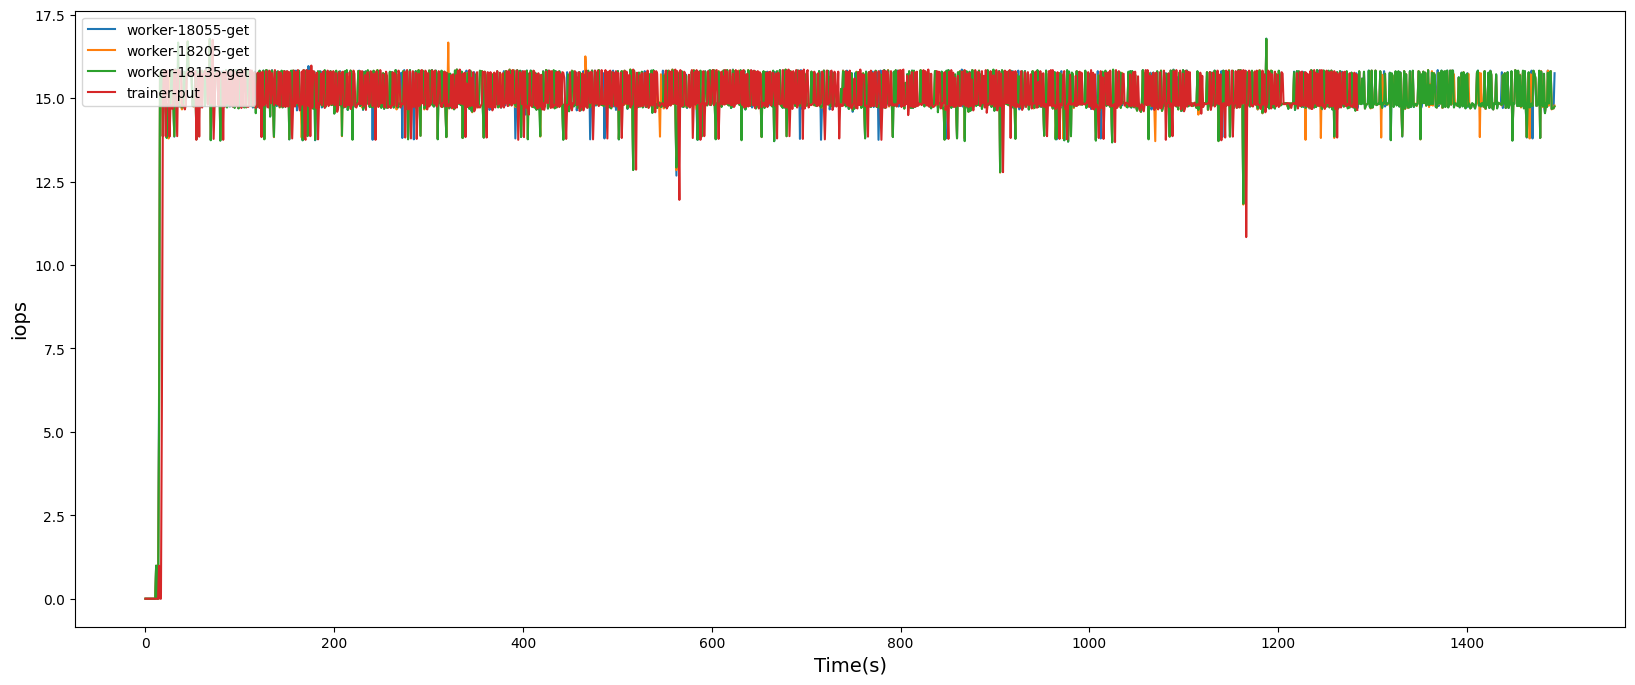 worker-18055-get
worker-18205-get
worker-18135-get
trainer-put
17.5
15.0
12.5
10.0
7.5
5.0
2.5
0.0
iops
0 200 400 600 800 1000 1200 1400
Time(s)